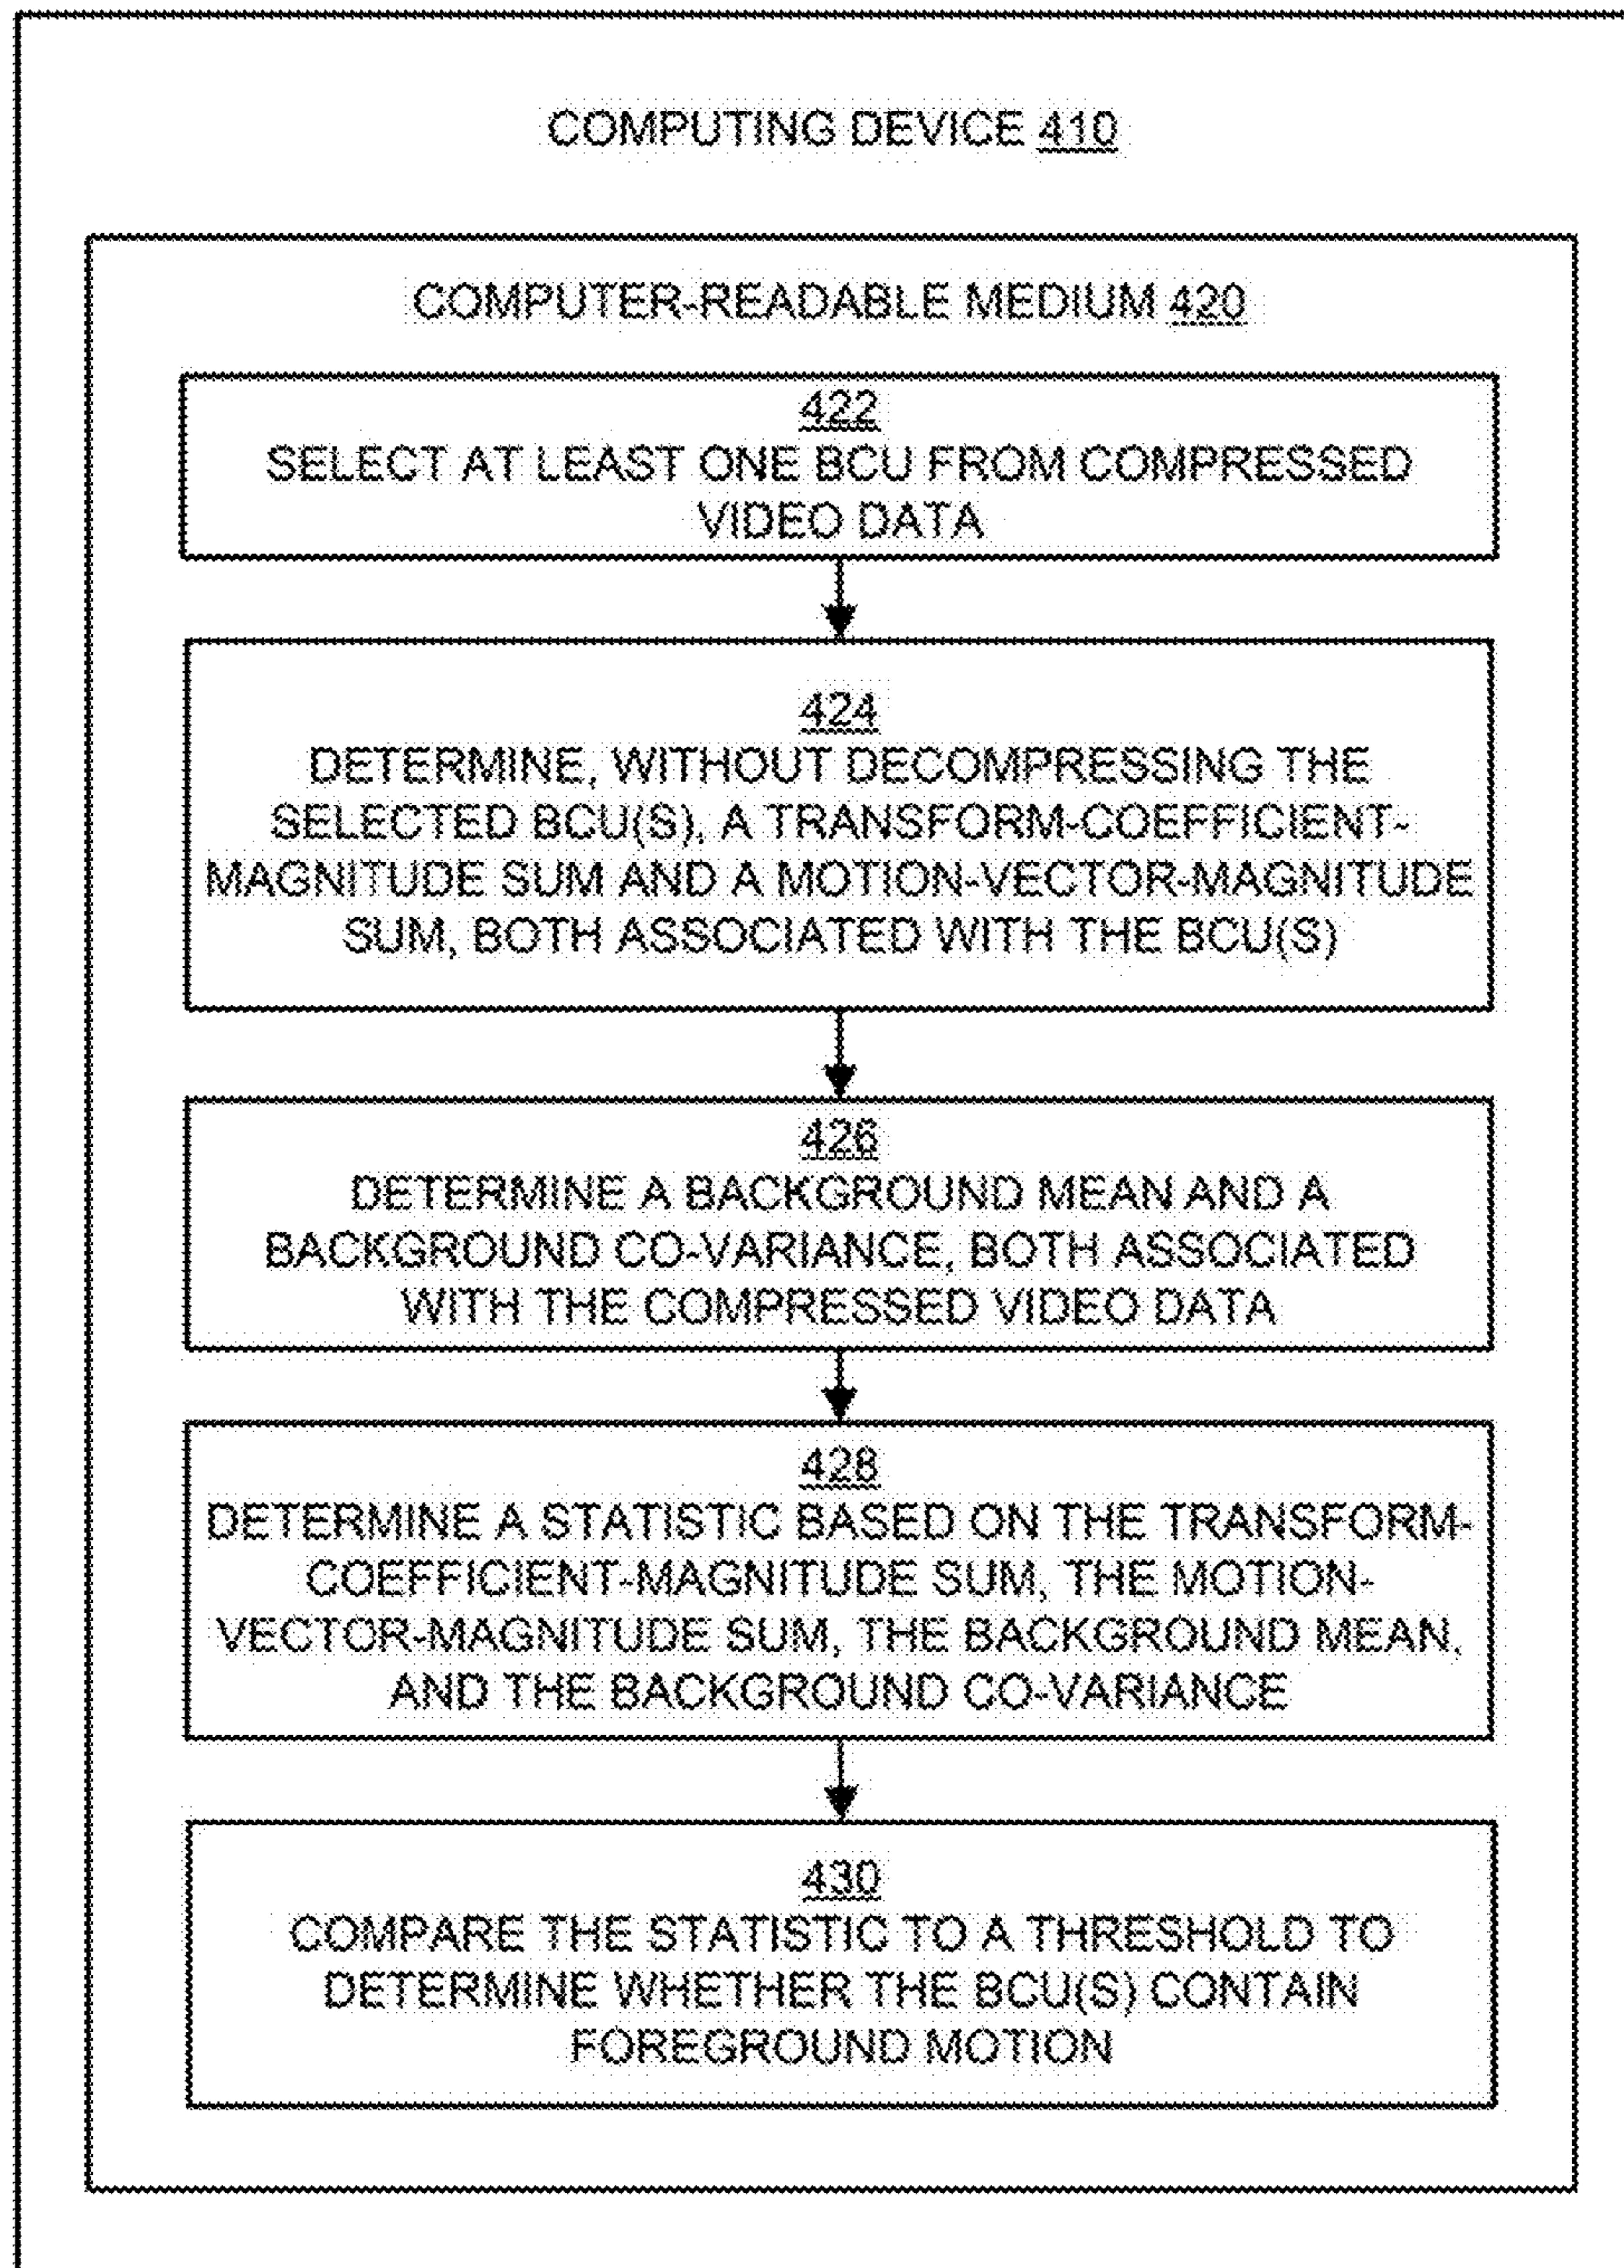 COMPUTING DEVICE 410
COMPUTER-READABLE MEDIUM 420
422
SELECT AT LEAST ONE BCU FROM COMPRESSED
VIDEO DATA
424
DETERMINE, WITHOUT DECOMPRESSING THE
SELECTED BCU(S), A TRANSFORM-COEFFICIENT-
MAGNITUDE SUM AND A MOTION-VECTOR-MAGNITUDE
SUM, BOTH ASSOCIATED WITH THE BCU(S)
426
DETERMINE A BACKGROUND MEAN AND A
BACKGROUND CO-VARIANCE, BOTH ASSOCIATED
WITH THE COMPRESSED VIDEO DATA
428
DETERMINE A STATISTIC BASED ON THE TRANSFORM-
COEFFICIENT-MAGNITUDE SUM, THE MOTION-
VECTOR-MAGNITUDE SUM, THE BACKGROUND MEAN,
AND THE BACKGROUND CO-VARIANCE
430
COMPARE THE STATISTIC TO A THRESHOLD TO
DETERMINE WHETHER THE BCU(S) CONTAIN
FOREGROUND MOTION